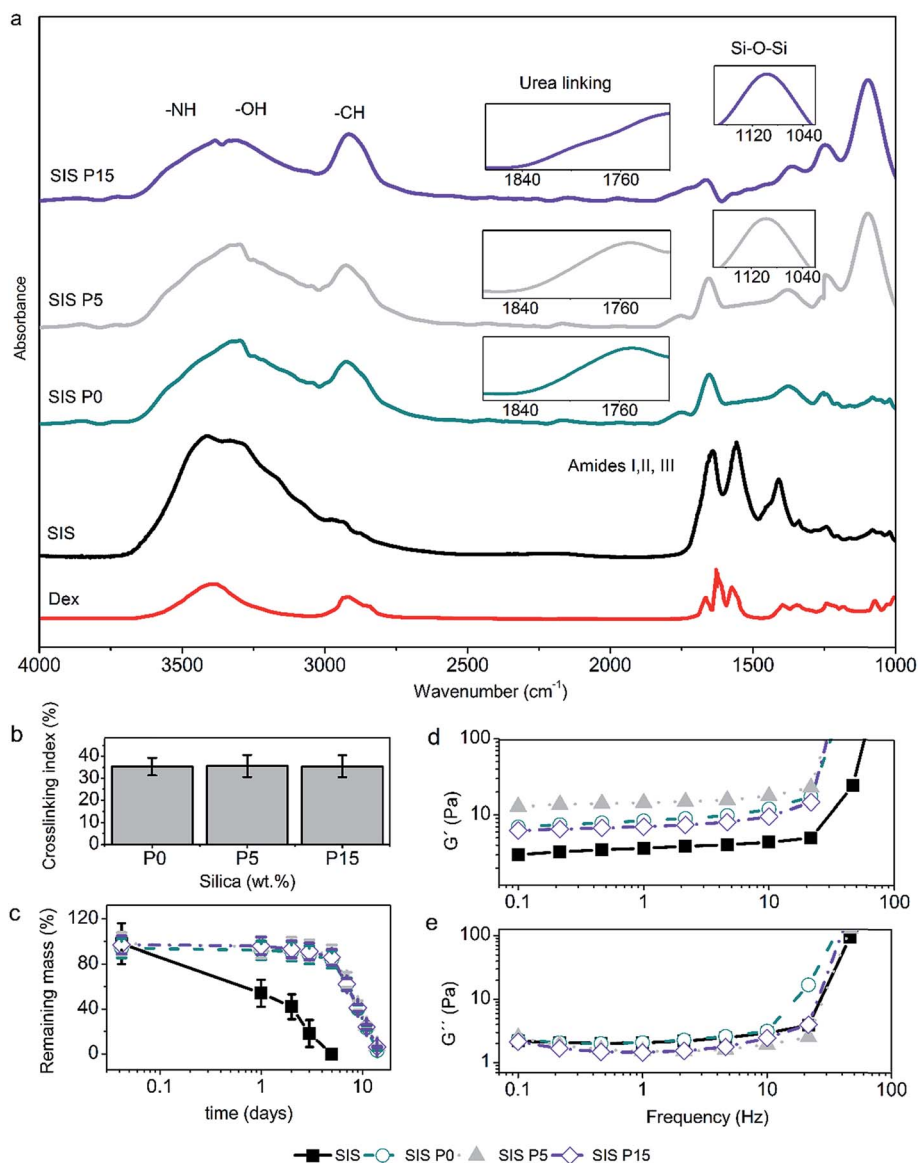 a
Si-O-Si
Urea linking
-NH
-OH
-CH
1120 1040
SIS P15
1840 1760
1120 1040
SIS P5
1840 1760
SIS P0
1840 1760
Amides I,II, III
SIS
Dex
Absorbance
4000 3500 3000 2500 2000 1500 1000
Wavenumber (cm⁻¹)
b
Crosslinking index (%)
40
30
20
10
0
P0 P5 P15
Silica (wt.%)
c
Remaining mass (%)
120
80
40
0
0.1 1 10
time (days)
d
G´ (Pa)
100
10
0.1 1 10 100
e
G´´ (Pa)
100
10
1
0.1 1 10 100
Frequency (Hz)
SIS SIS P0 SIS P5 SIS P15